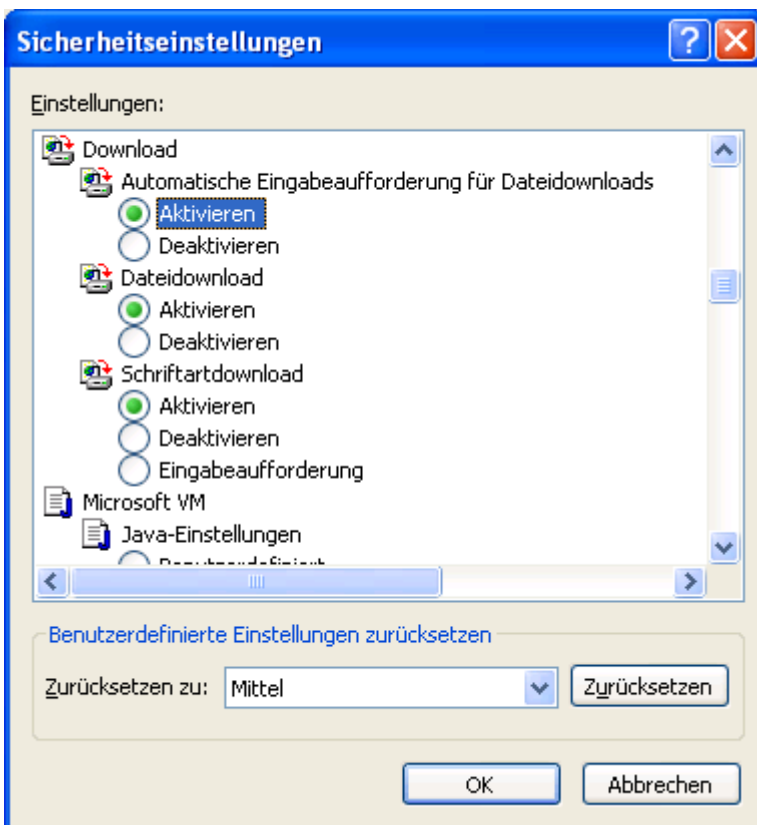 Sicherheitseinstellungen
Einstellungen:
Download
Automatische Eingabeaufforderung für Dateidownloads
Aktivieren
Deaktivieren
Dateidownload
Aktivieren
Deaktivieren
Schriftartdownload
Aktivieren
Deaktivieren
Eingabeaufforderung
Microsoft VM
Java-Einstellungen
Benutzerdefinierte Einstellungen zurücksetzen
Zurücksetzen zu: Mittel Zurücksetzen
OK Abbrechen